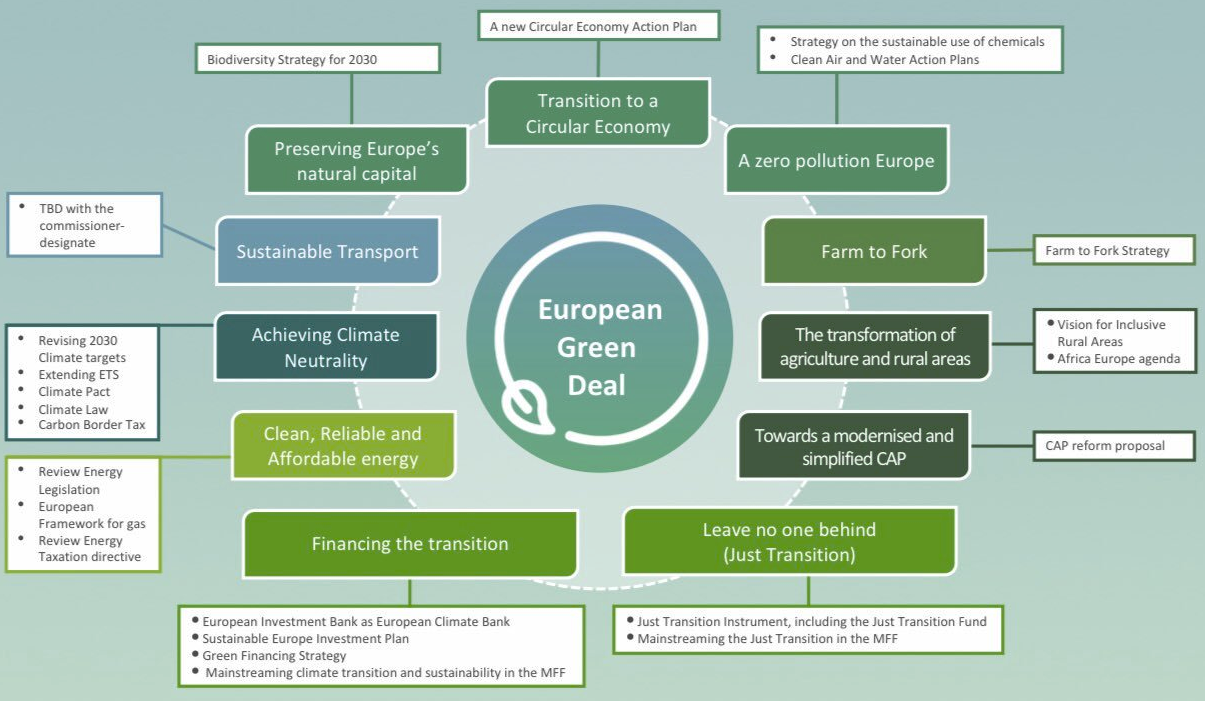 A new Circular Economy Action Plan
Transition to a
Circular Economy
• Strategy on the sustainable use of chemicals
• Clean Air and Water Action Plans
A zero pollution Europe
Farm to Fork
Farm to Fork Strategy
The transformation of
agriculture and rural areas
• Vision for Inclusive
Rural Areas
• Africa Europe agenda
Towards a modernised and
simplified CAP
CAP reform proposal
Leave no one behind
(Just Transition)
• Just Transition Instrument, including the Just Transition Fund
• Mainstreaming the Just Transition in the MFF
Financing the transition
• European Investment Bank as European Climate Bank
• Sustainable Europe Investment Plan
• Green Financing Strategy
• Mainstreaming climate transition and sustainability in the MFF
Clean, Reliable and
Affordable energy
• Review Energy
Legislation
• European
Framework for gas
• Review Energy
Taxation directive
Achieving Climate
Neutrality
• Revising 2030
Climate targets
• Extending ETS
• Climate Pact
• Climate Law
• Carbon Border Tax
Sustainable Transport
• TBD with the
commissioner-
designate
Preserving Europe's
natural capital
Biodiversity Strategy for 2030
European
Green
Deal